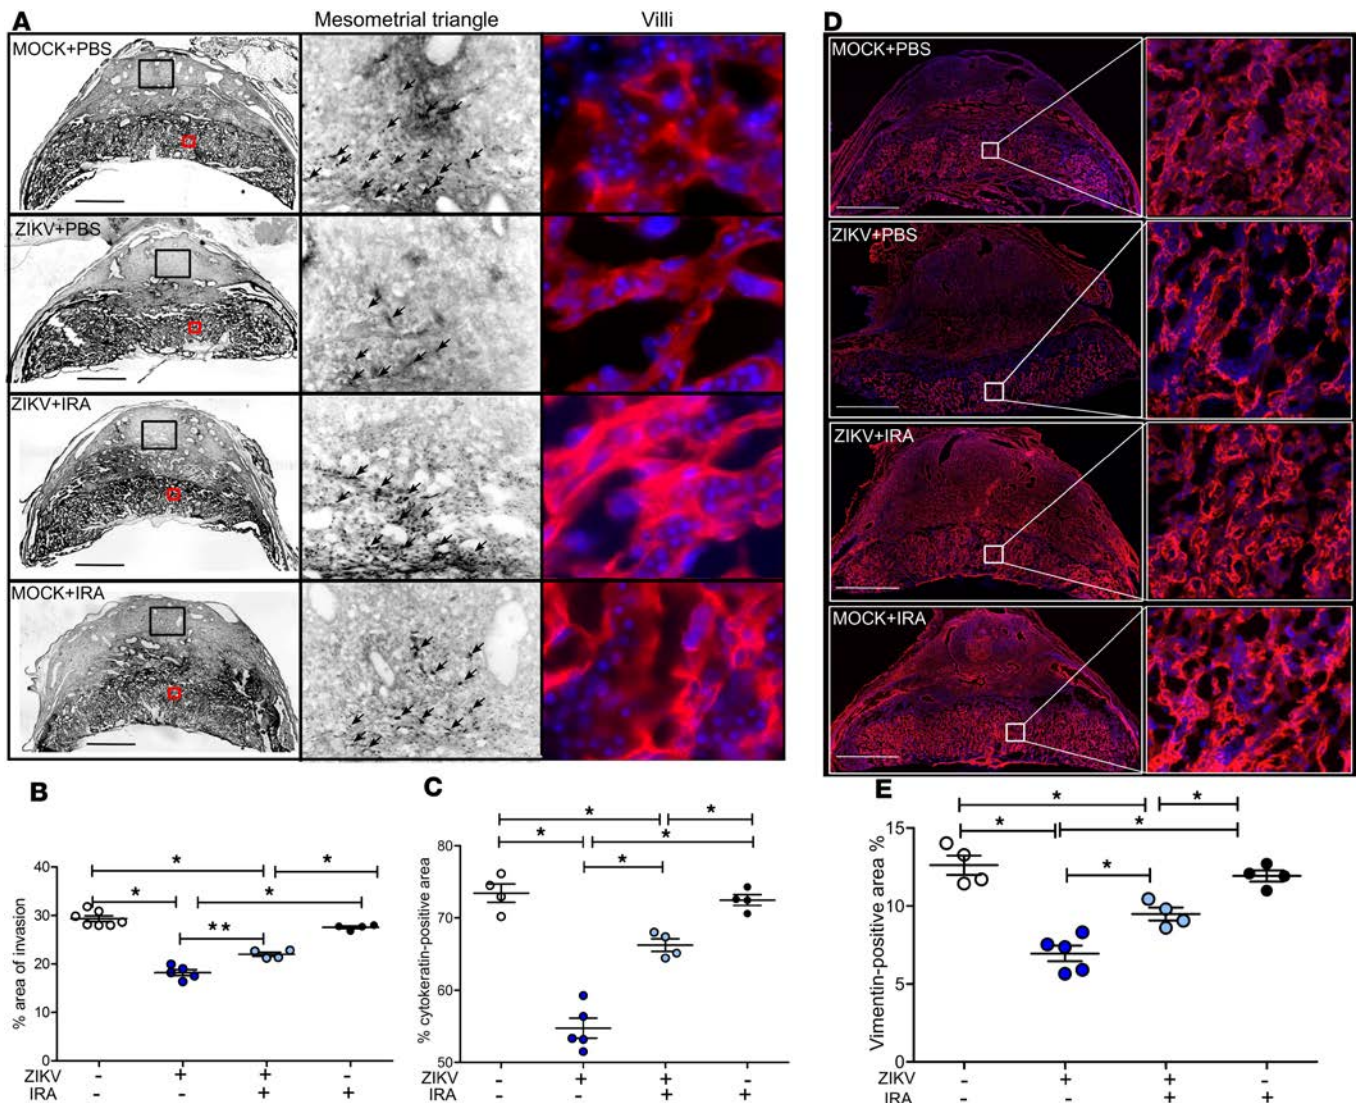 A
Mesometrial triangle
Villi
MOCK+PBS
ZIKV+PBS
ZIKV+IRA
MOCK+IRA
D
MOCK+PBS
ZIKV+PBS
ZIKV+IRA
MOCK+IRA
B
% area of invasion
40
30
20
10
0
* * * * **
ZIKV - + + -
IRA - - + +
C
% cytokeratin-positive area
80
70
60
50
* * * * *
ZIKV - + + -
IRA - - + +
E
Vimentin-positive area %
15
10
5
0
* * * * *
ZIKV - + + -
IRA - - + +